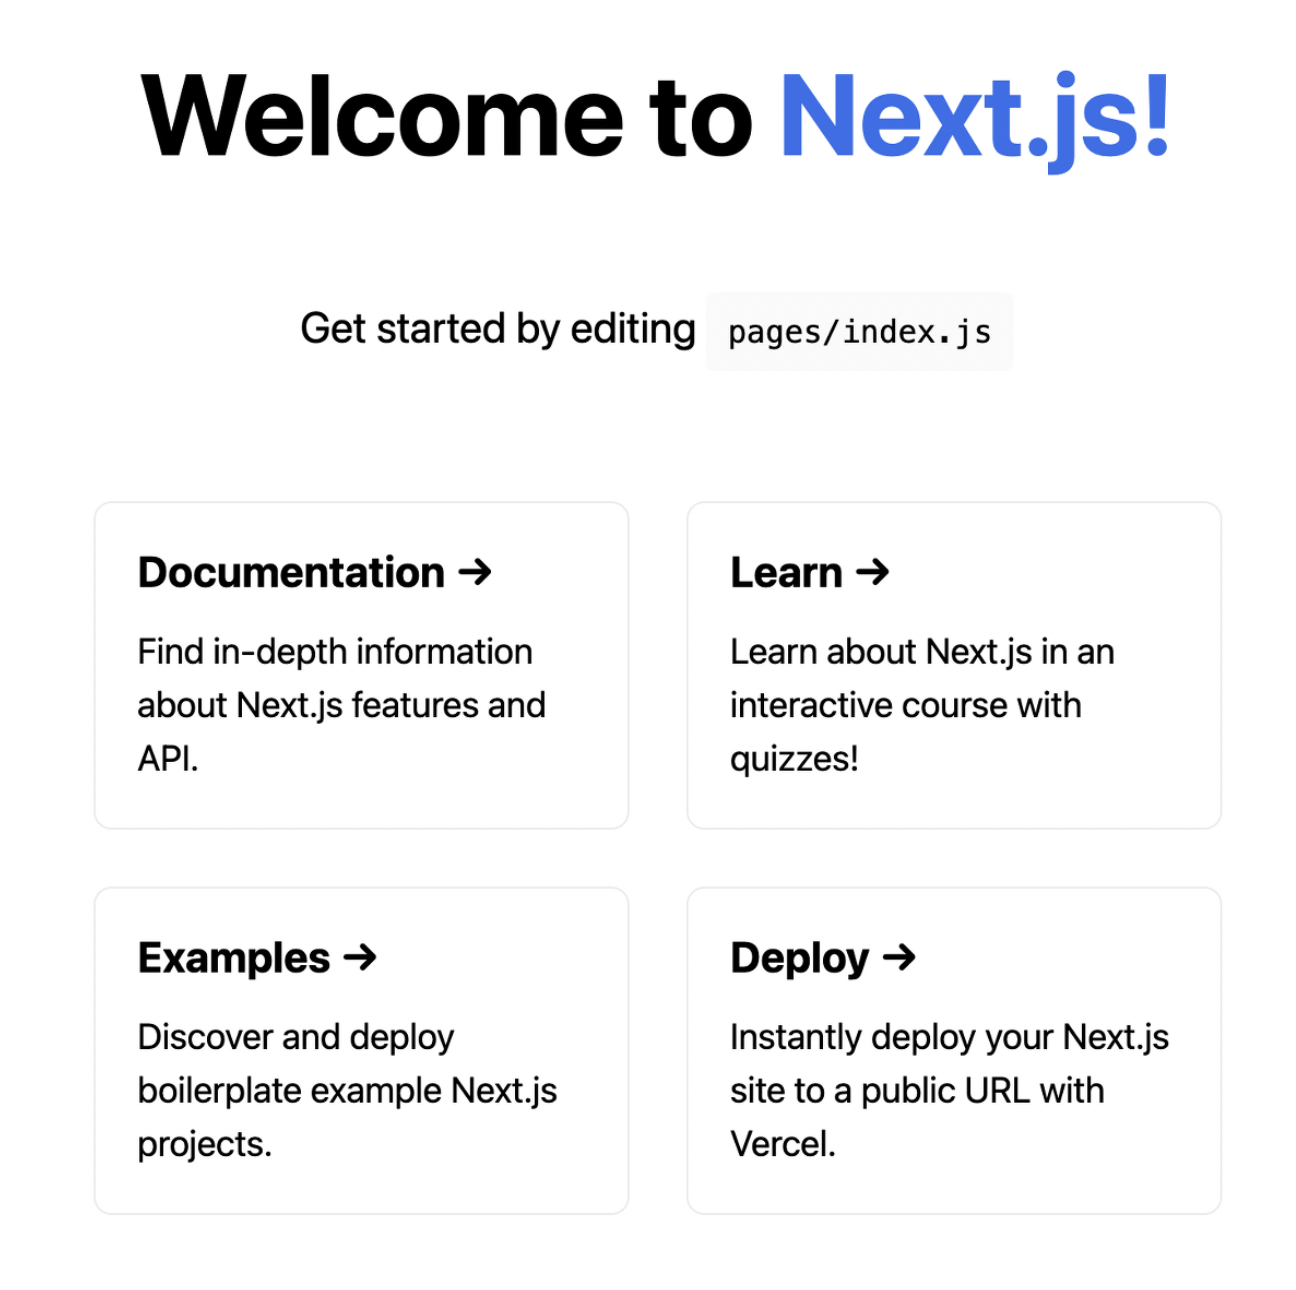 Welcome to Next.js!
Get started by editing pages/index.js
Documentation →
Find in-depth information
about Next.js features and
API.
Learn →
Learn about Next.js in an
interactive course with
quizzes!
Examples →
Discover and deploy
boilerplate example Next.js
projects.
Deploy →
Instantly deploy your Next.js
site to a public URL with
Vercel.